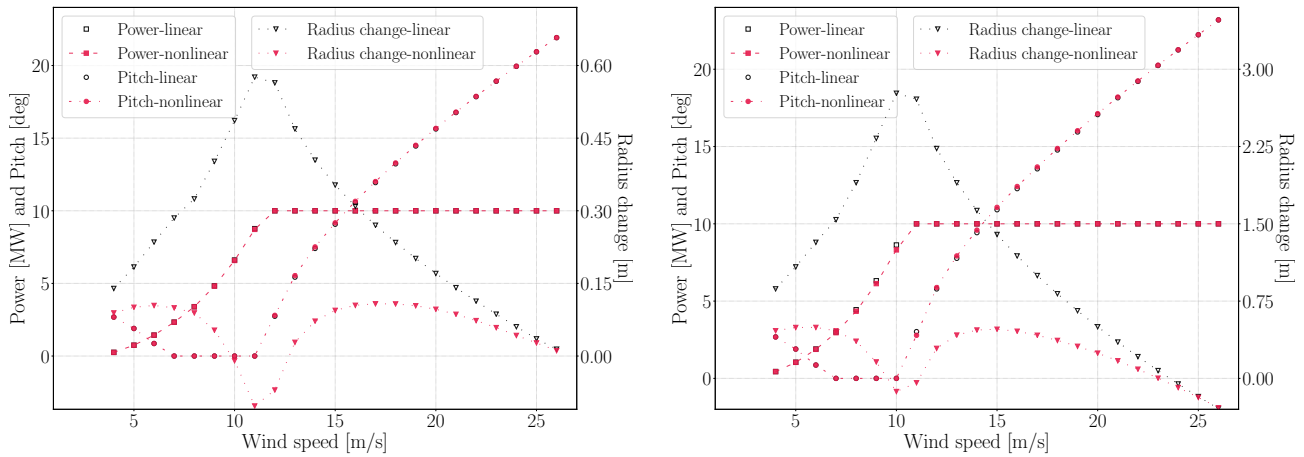 Power-linear
Power-nonlinear
Pitch-linear
Pitch-nonlinear
Radius change-linear
Radius change-nonlinear
20
15
10
5
0
Power [MW] and Pitch [deg]
0.60
0.45
0.30
0.15
0.00
Radius change [m]
5
10
15
20
25
Wind speed [m/s]
Power-linear
Power-nonlinear
Pitch-linear
Pitch-nonlinear
Radius change-linear
Radius change-nonlinear
20
15
10
5
0
Power [MW] and Pitch [deg]
3.00
2.25
1.50
0.75
0.00
Radius change [m]
5
10
15
20
25
Wind speed [m/s]